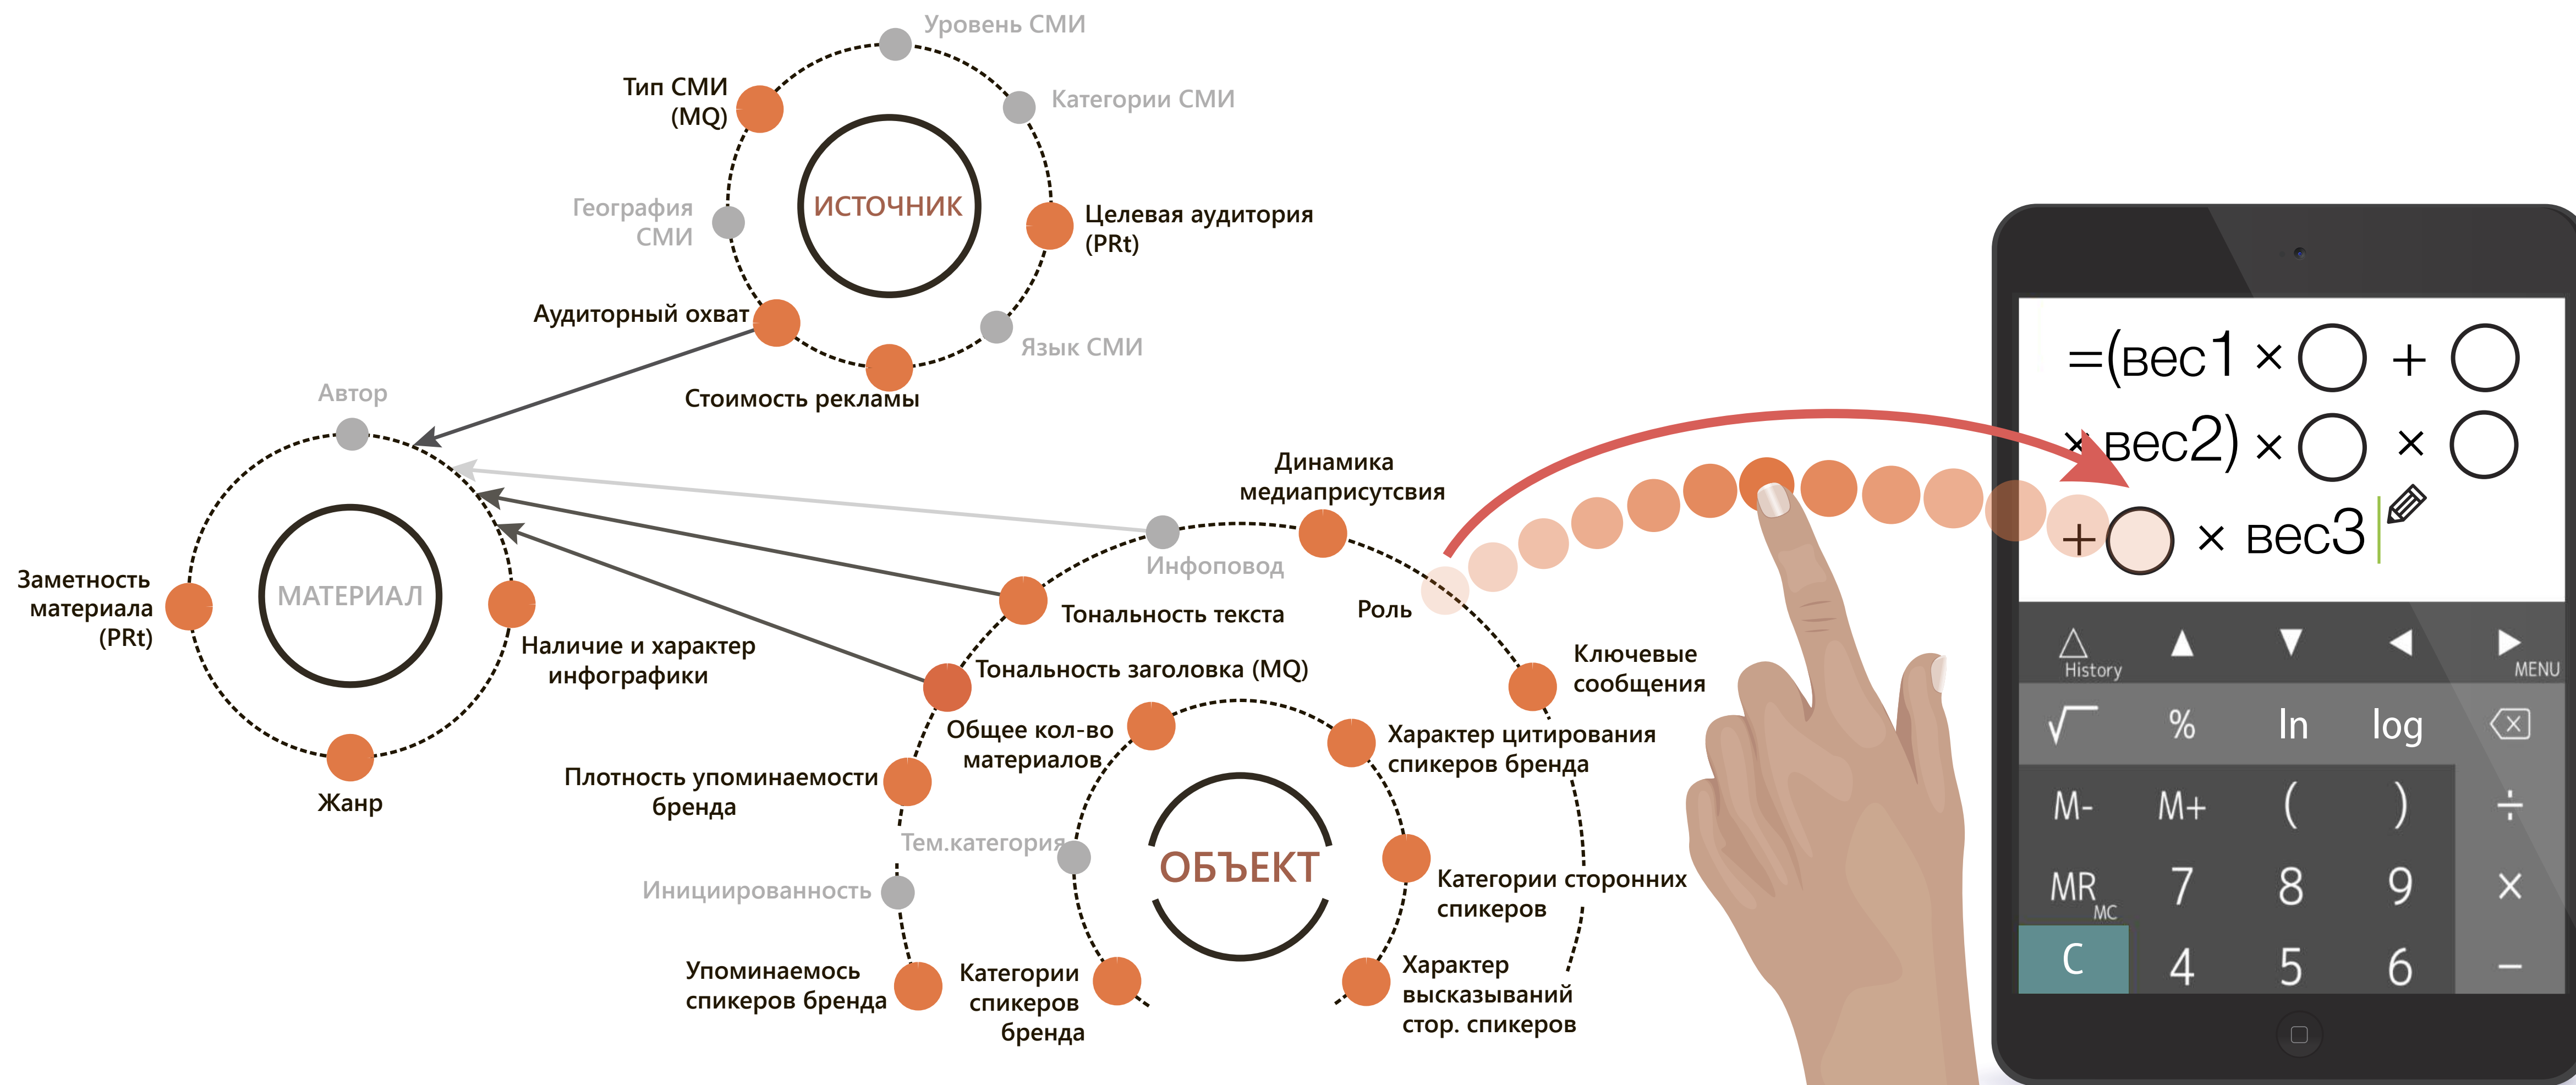 Уровень СМИ
Тип СМИ
(MQ)
Категории СМИ
ИСТОЧНИК
География
СМИ
Целевая аудитория
(PRt)
Аудиторный охват
Язык СМИ
Стоимость рекламы
Автор
МАТЕРИАЛ
Заметность
материала
(PRt)
Наличие и характер
инфографики
Жанр
Динамика
медиаприсутсвия
Инфоповод
Тональность текста
Роль
Тональность заголовка (MQ)
Ключевые
сообщения
Общее кол-во
материалов
Характер цитирования
спикеров бренда
Плотность упоминаемости
бренда
Тем.категория
ОБЪЕКТ
Инициированность
Категории сторонних
спикеров
Упоминаемось
спикеров бренда
Категории
спикеров
бренда
Характер
высказываний
стор. спикеров
=(вес1 × ○ + ○
× вес2) × ○ × ○
+ ○ × вес3
History
MENU
√ % ln log
M- M+ ( ) ÷
MR MC 7 8 9 ×
C 4 5 6 −